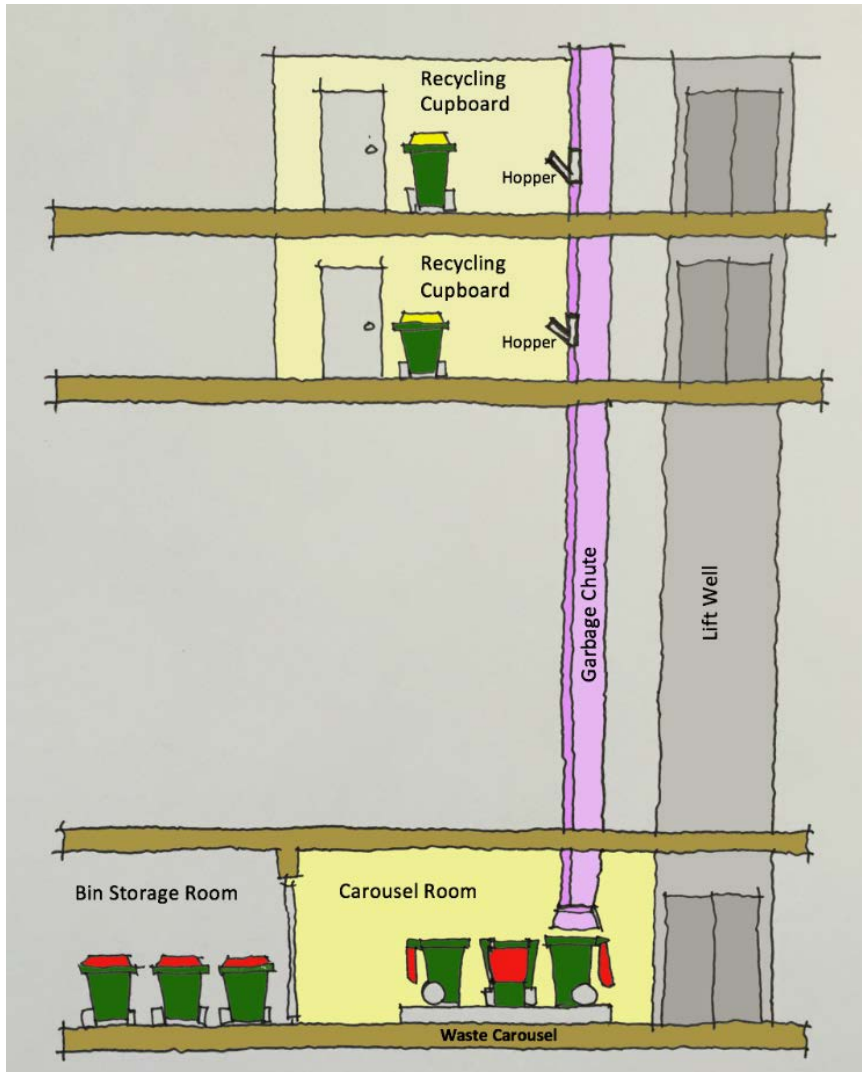 Recycling
Cupboard
Hopper
Recycling
Cupboard
Hopper
Garbage Chute
Lift Well
Bin Storage Room
Carousel Room
Waste Carousel